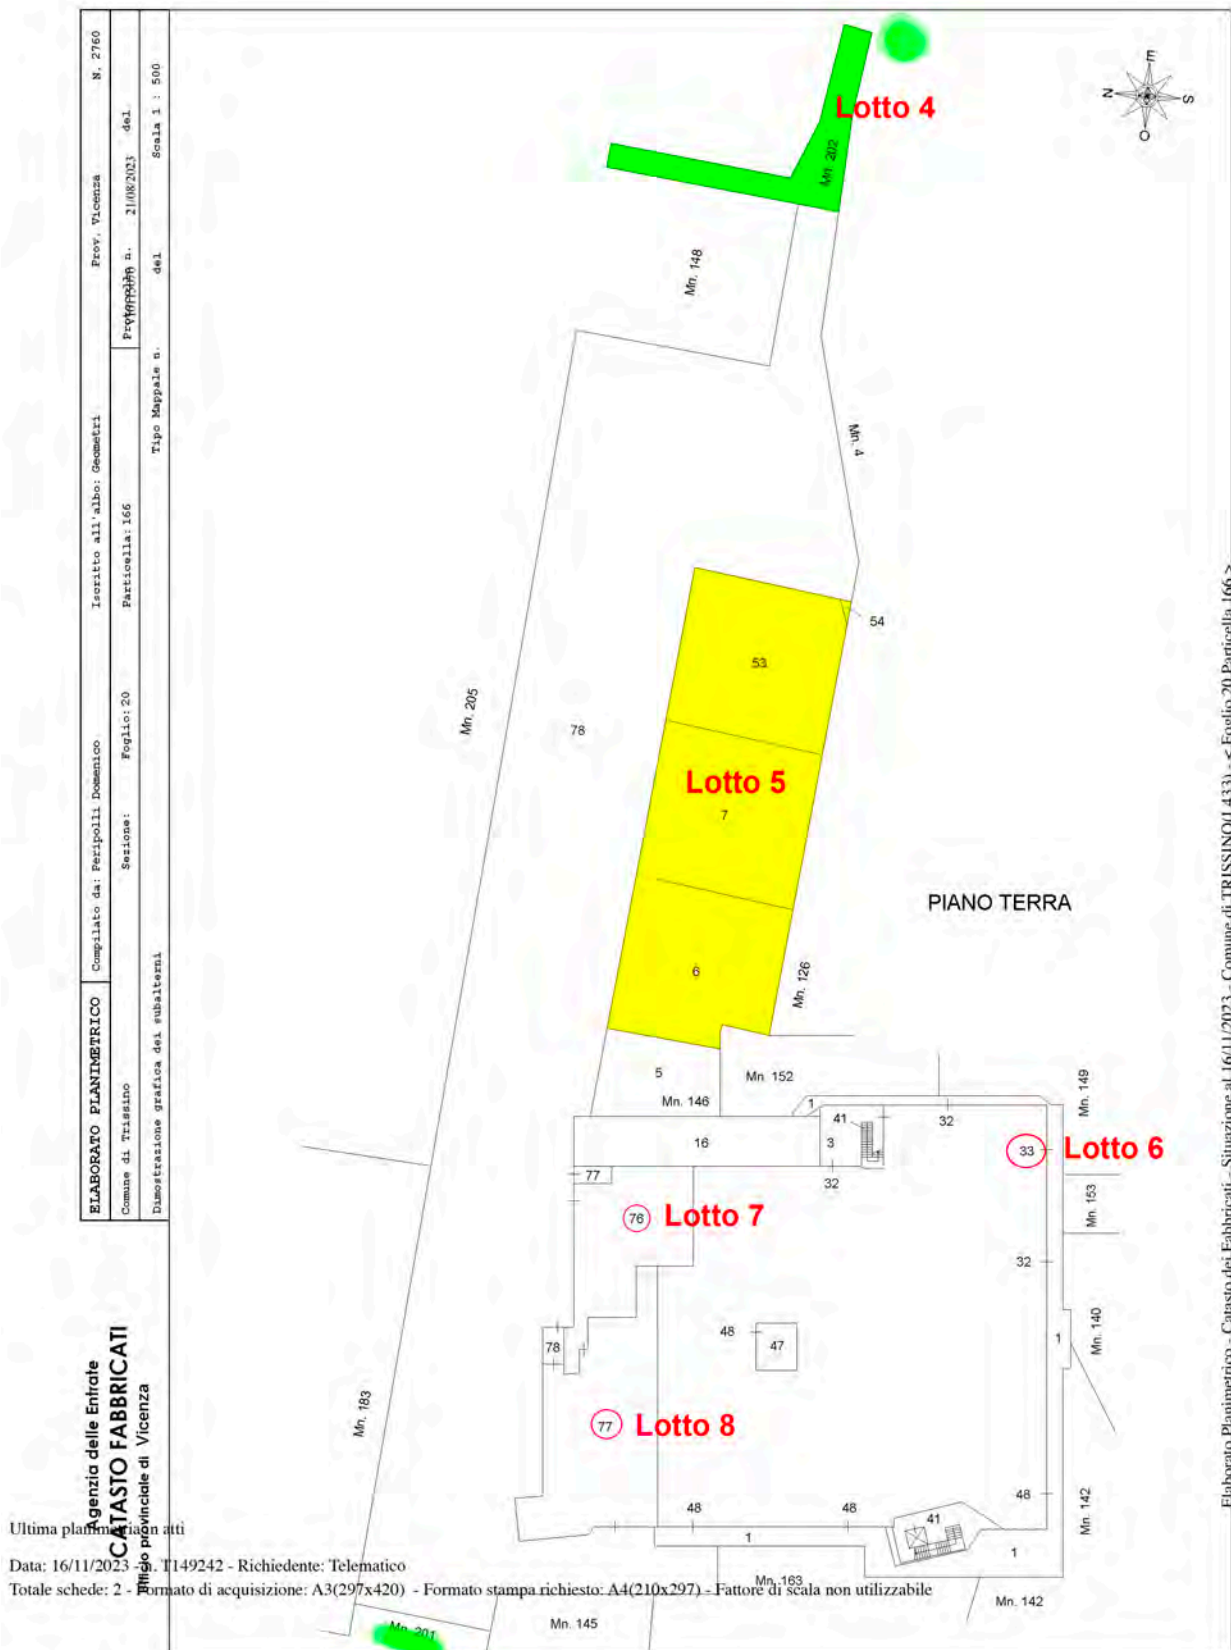 ELABORATO PLANIMETRICO
Compilato da: Peripolli Domenico
Iscritto all'albo: Geometri
Prov. Vicenza
N. 2760
Comune di Trissino
Sezione:
Foglio: 20
Particella: 166
Protocollo n.
21/08/2023
del
Dimostrazione grafica dei subalterni
Tipo Mappale n.
del
Scala 1 : 500
Agenzia delle Entrate
CATASTO FABBRICATI
Ufficio provinciale di Vicenza
E
N
S
O
Lotto 4
Mn. 202
Mn. 148
Mn. 4
54
53
Mn. 205
78
Lotto 5
7
PIANO TERRA
6
Mn. 126
5
Mn. 152
Mn. 146
Mn. 149
1
41
32
16
3
33
Lotto 6
77
32
Mn. 153
76
Lotto 7
32
48
47
78
1
Mn. 140
Mn. 183
77
Lotto 8
48
48
48
41
Mn. 142
1
1
Mn. 163
Mn. 142
Mn. 145
Mn. 201
Elaborato Planimetrico - Catasto dei Fabbricati - Situazione al 16/11/2023 - Comune di TRISSINO(L433) - < Foglio 20 Particella 166 >
Ultima planimetria in atti
Data: 16/11/2023 - n. T149242 - Richiedente: Telematico
Totale schede: 2 - Formato di acquisizione: A3(297x420) - Formato stampa richiesto: A4(210x297) - Fattore di scala non utilizzabile